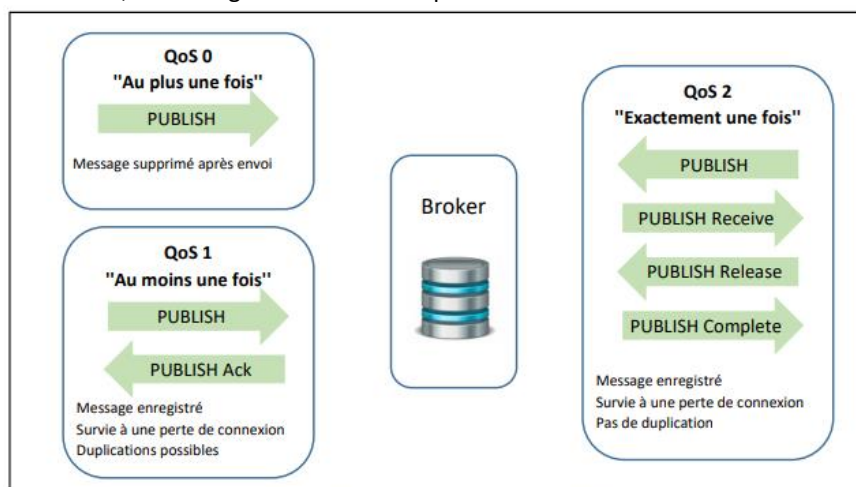 QoS 0
"Au plus une fois"
PUBLISH
Message supprimé après envoi
QoS 1
"Au moins une fois"
PUBLISH
PUBLISH Ack
Message enregistré
Survie à une perte de connexion
Duplications possibles
Broker
QoS 2
"Exactement une fois"
PUBLISH
PUBLISH Receive
PUBLISH Release
PUBLISH Complete
Message enregistré
Survie à une perte de connexion
Pas de duplication